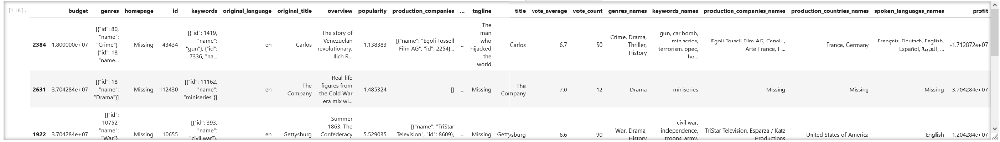 [118]:
budget genres homepage id keywords original_language original_title overview popularity production_companies ... tagline title vote_average vote_count genres_names keywords_names production_companies_names production_countries_names spoken_languages_names profit
2384 1.800000e+07 [{"id": 80, "name": "Crime"}, {"id": 18, "name... Missing 43434 [{"id": 1419, "name": "gun"}, {"id": 7336, "na... en Carlos The story of Venezuelan revolutionary, Ilich R... 1.138383 [{"name": "Egoli Tossell Film AG", "id": 2254}... ... The man who hijacked the world Carlos 6.7 50 Crime, Drama, Thriller, History gun, car bomb, miniseries, terrorism, opec, ho... Egoli Tossell Film AG, Canal+, Arte France, Fi... France, Germany Français, Deutsch, English, Español, العربية, ... -1.712872e+07
2631 3.704284e+07 [{"id": 18, "name": "Drama"}] Missing 112430 [{"id": 11162, "name": "miniseries"}] en The Company Real-life figures from the Cold War era mix wi... 1.485324 [] ... Missing The Company 7.0 12 Drama miniseries Missing Missing Missing -3.704284e+07
1922 3.704284e+07 [{"id": 10752, "name": "War"}, Missing 10655 [{"id": 393, "name": "civil war"}, en Gettysburg Summer 1863. The Confederacy 5.529035 [{"name": "TriStar Television", "id": 8609}, ... Missing Gettysburg 6.6 90 War, Drama, History civil war, independence, troops, army, TriStar Television, Esparza / Katz Productions United States of America English -1.204284e+07